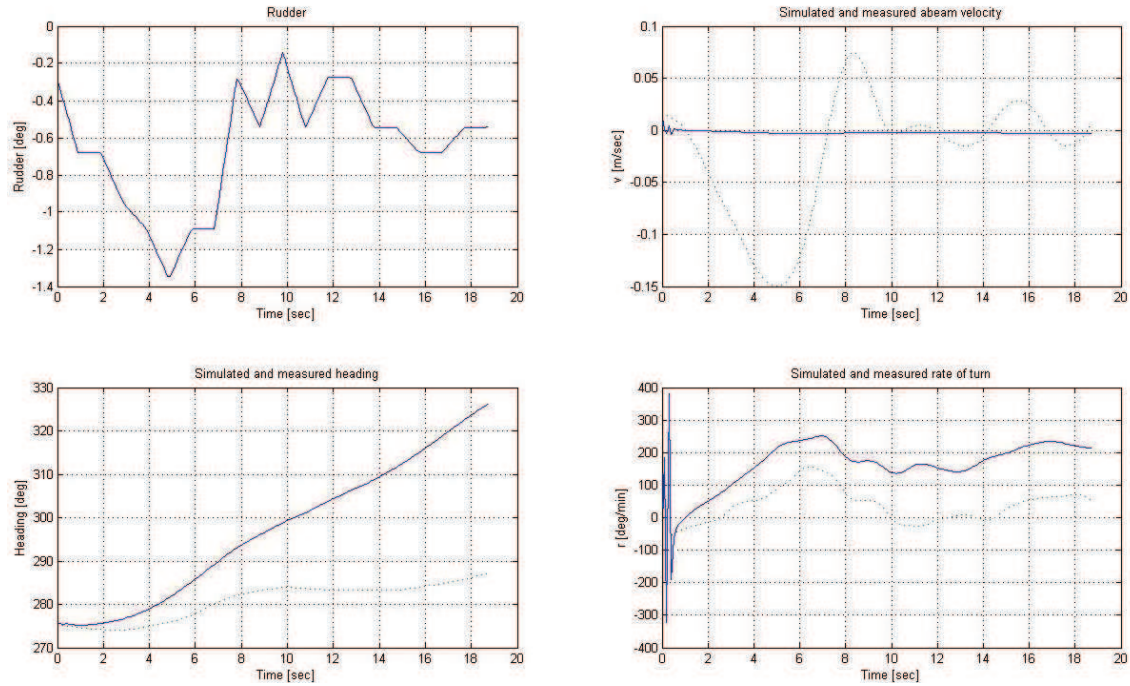 Rudder
0
-0.2
-0.4
-0.6
-0.8
-1
-1.2
-1.4
Rudder [deg]
0 2 4 6 8 10 12 14 16 18 20
Time [sec]
Simulated and measured abeam velocity
0.1
0.05
0
-0.05
-0.1
-0.15
v [m/sec]
0 2 4 6 8 10 12 14 16 18 20
Time [sec]
Simulated and measured heading
330
320
310
300
290
280
270
Heading [deg]
0 2 4 6 8 10 12 14 16 18 20
Time [sec]
Simulated and measured rate of turn
400
300
200
100
0
-100
-200
-300
-400
r [deg/min]
0 2 4 6 8 10 12 14 16 18 20
Time [sec]